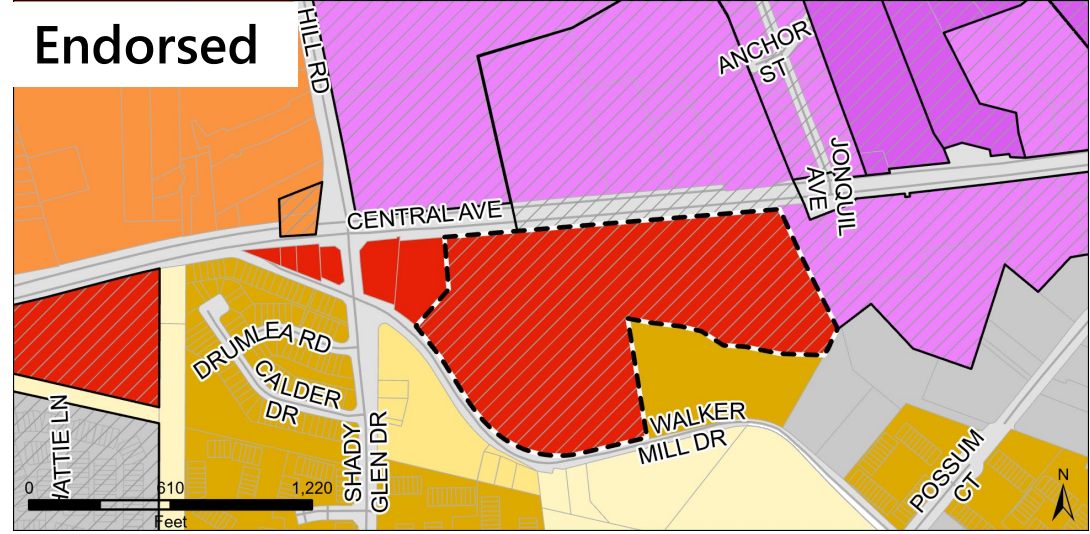 Endorsed
HILL RD
ANCHOR
ST
JONQUIL
AVE
CENTRAL AVE
DRUMLEA RD
CALDER
DR
WALKER
MILL DR
HATTIE LN
SHADY
GLEN DR
POSSUM
CT
N
0 610 1,220
Feet